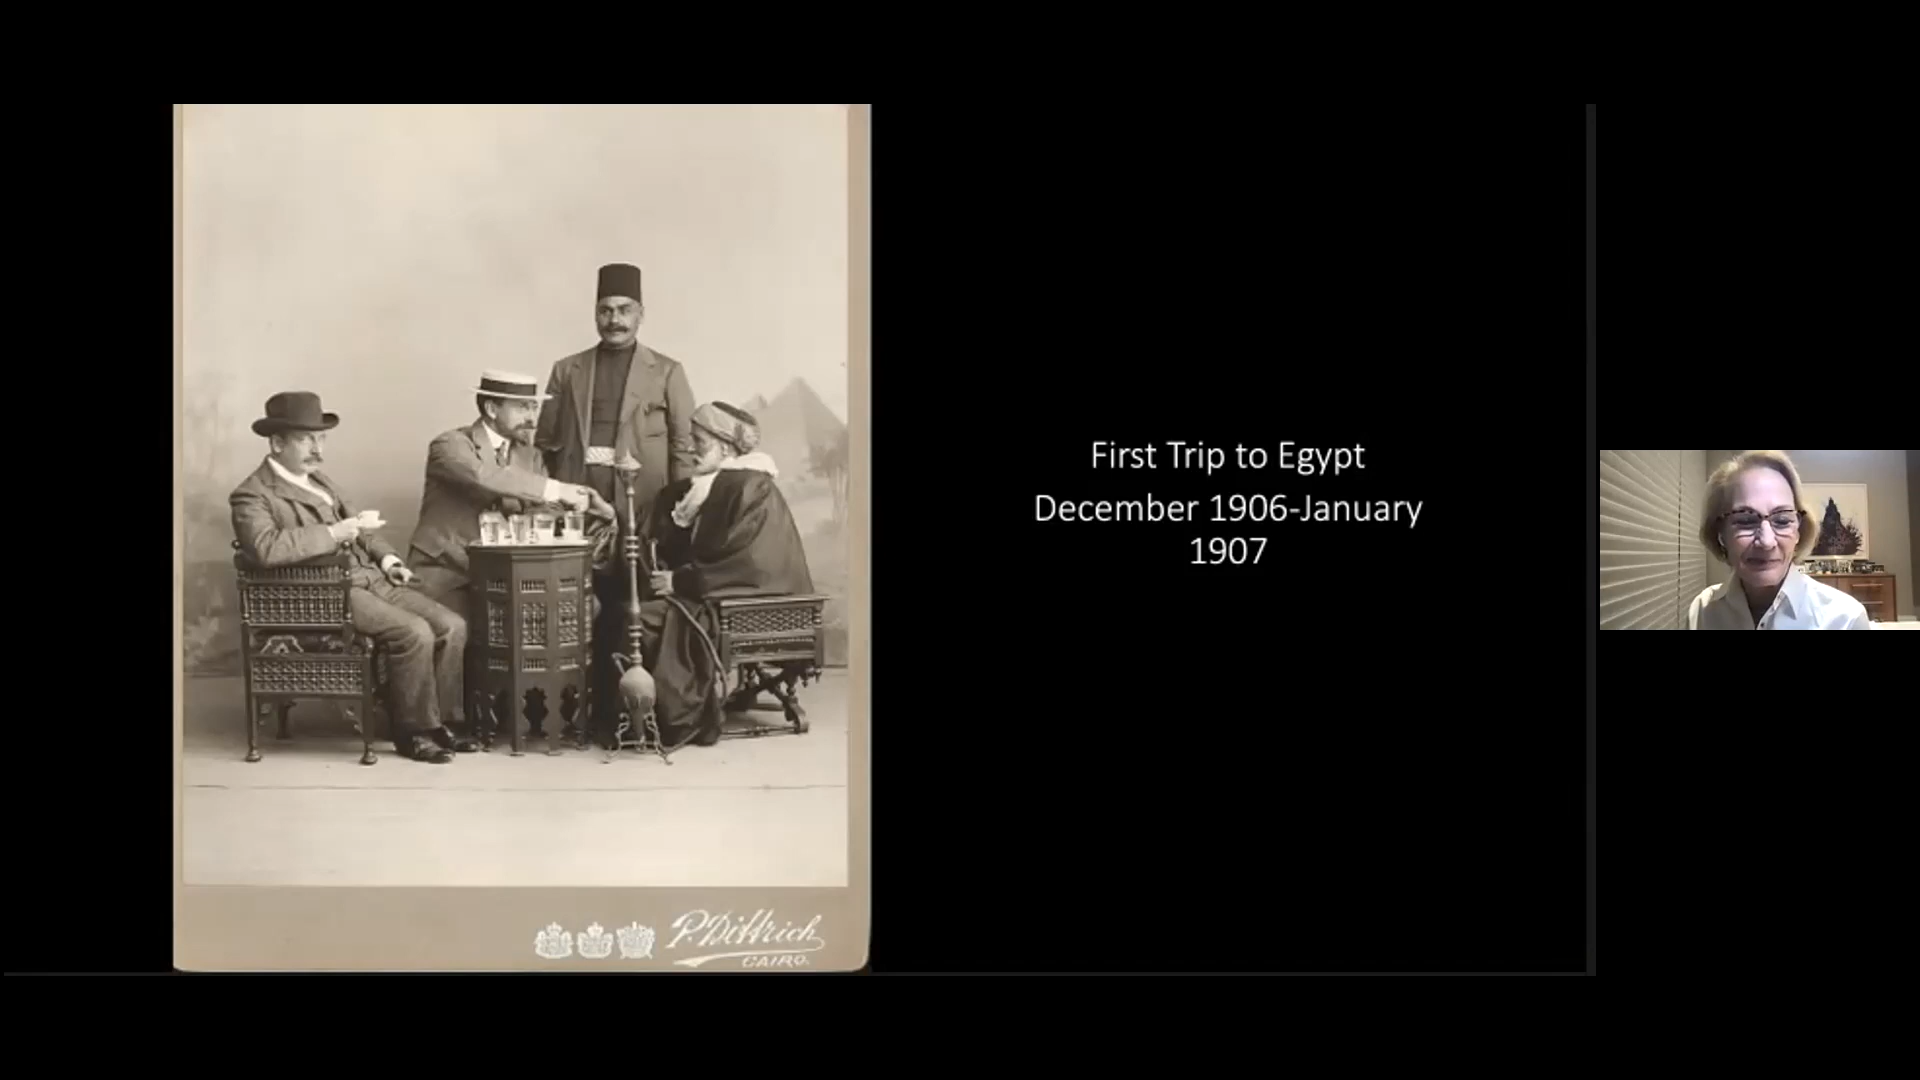 First Trip to Egypt
December 1906-January
1907
P. Dittrich
CAIRO.